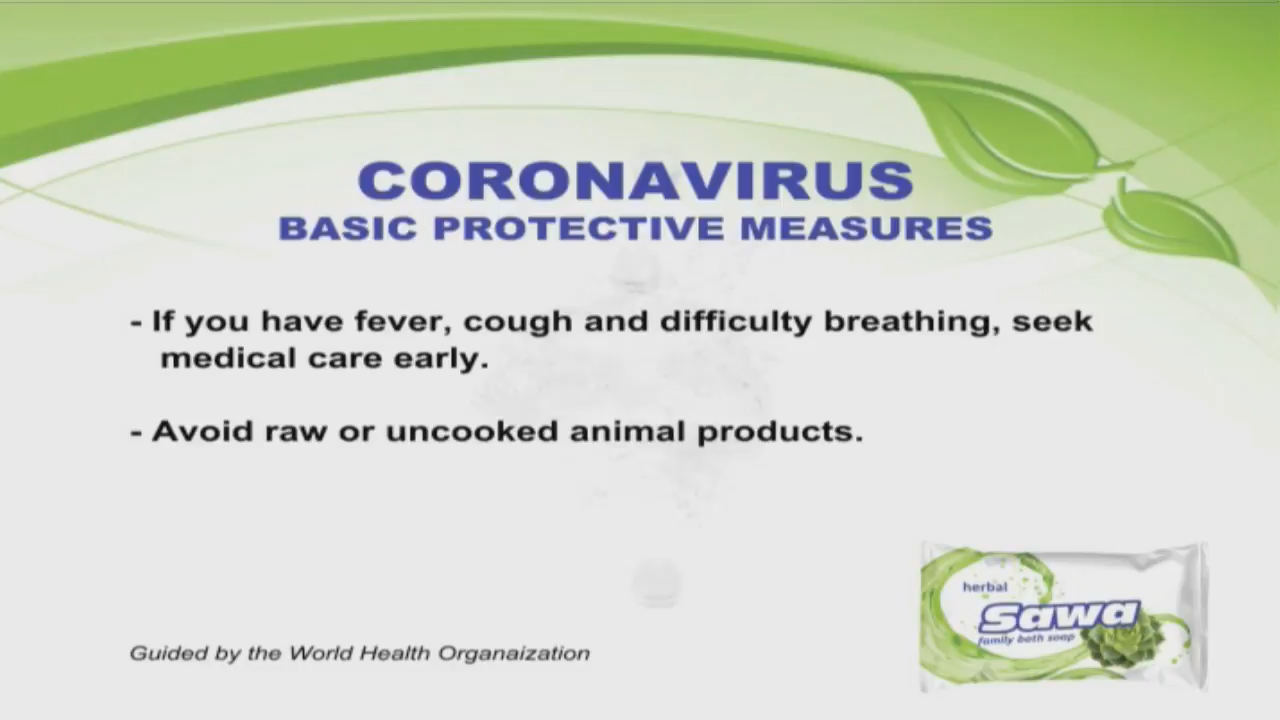 CORONAVIRUS
BASIC PROTECTIVE MEASURES
- If you have fever, cough and difficulty breathing, seek
medical care early.
- Avoid raw or uncooked animal products.
herbal
Sawa
family bath soap
Guided by the World Health Organaization